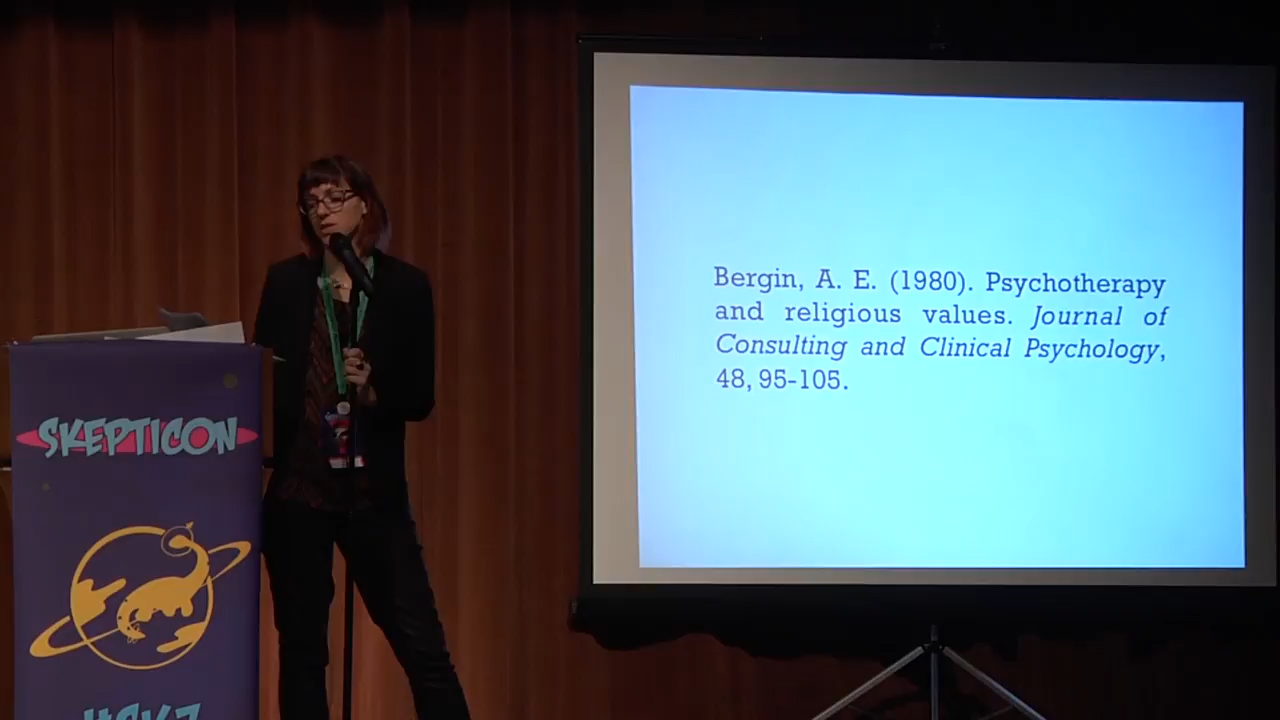 SKEPTICON
Bergin, A. E. (1980). Psychotherapy
and religious values. Journal of
Consulting and Clinical Psychology,
48, 95-105.